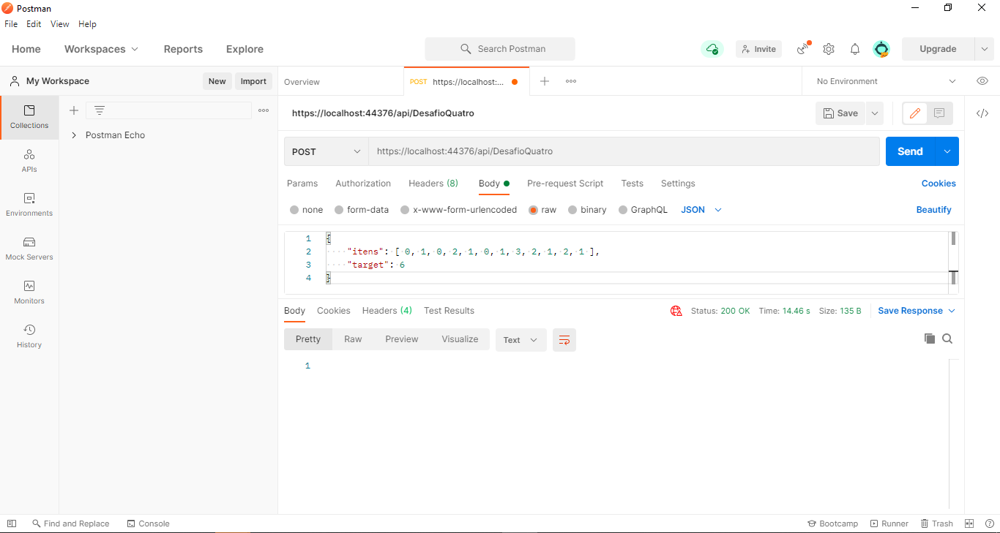 Postman
File Edit View Help
Home Workspaces Reports Explore Search Postman Invite Upgrade
My Workspace New Import Overview POST https://localhost:... No Environment
Collections
APIs
Environments
Mock Servers
Monitors
History
Postman Echo
https://localhost:44376/api/DesafioQuatro Save
POST https://localhost:44376/api/DesafioQuatro Send
Params Authorization Headers (8) Body Pre-request Script Tests Settings Cookies
none form-data x-www-form-urlencoded raw binary GraphQL JSON Beautify
1 {
2 "itens": [ 0, 1, 0, 2, 1, 0, 1, 3, 2, 1, 2, 1 ],
3 "target": 6
4 }
Body Cookies Headers (4) Test Results Status: 200 OK Time: 14.46 s Size: 135 B Save Response
Pretty Raw Preview Visualize Text
1
Find and Replace Console Bootcamp Runner Trash